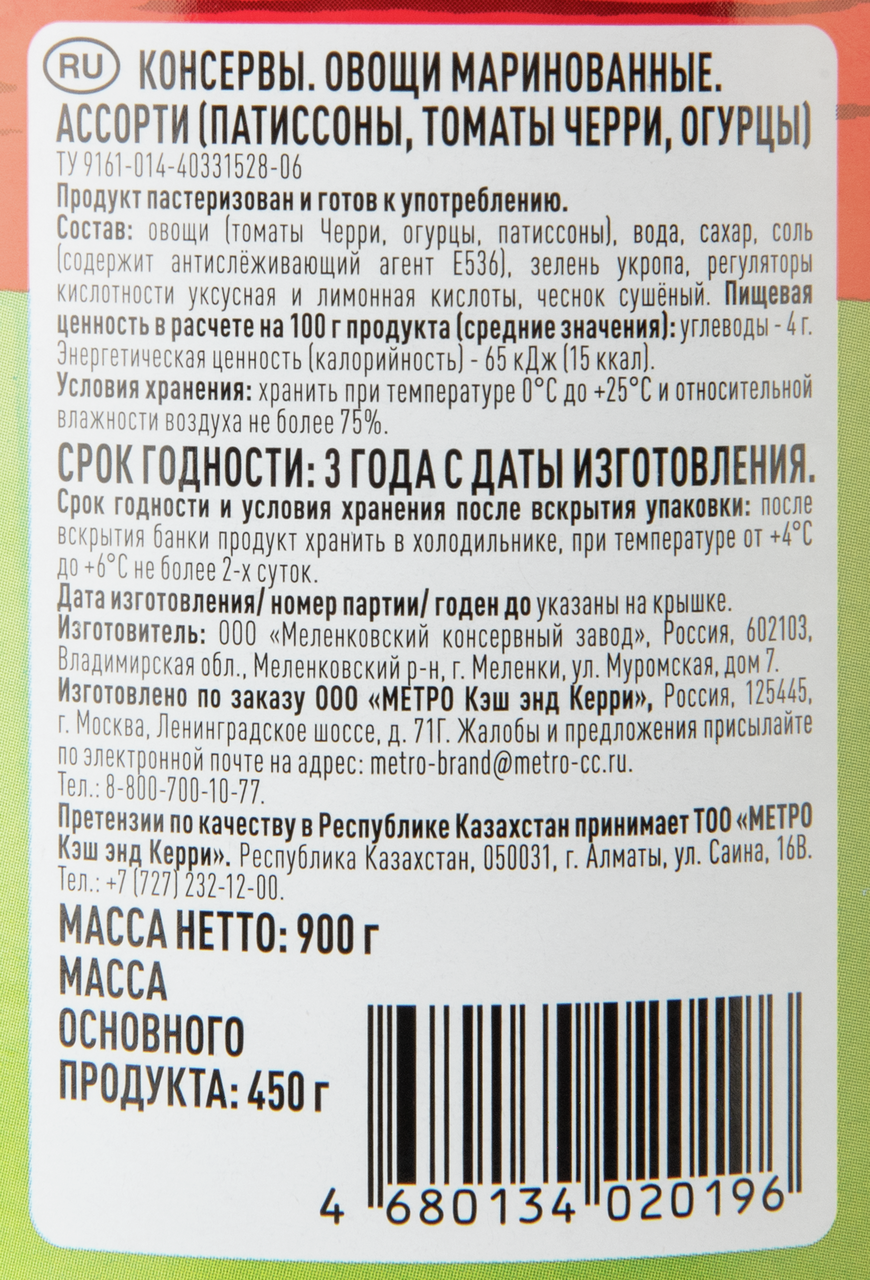 RU КОНСЕРВЫ. ОВОЩИ МАРИНОВАННЫЕ.
АССОРТИ (ПАТИССОНЫ, ТОМАТЫ ЧЕРРИ, ОГУРЦЫ)
ТУ 9161-014-40331528-06
Продукт пастеризован и готов к употреблению.
Состав: овощи (томаты Черри, огурцы, патиссоны), вода, сахар, соль
(содержит антислёживающий агент Е536), зелень укропа, регуляторы
кислотности уксусная и лимонная кислоты, чеснок сушёный. Пищевая
ценность в расчете на 100 г продукта (средние значения): углеводы - 4 г.
Энергетическая ценность (калорийность) - 65 кДж (15 ккал).
Условия хранения: хранить при температуре 0°С до +25°С и относительной
влажности воздуха не более 75%.
СРОК ГОДНОСТИ: 3 ГОДА С ДАТЫ ИЗГОТОВЛЕНИЯ.
Срок годности и условия хранения после вскрытия упаковки: после
вскрытия банки продукт хранить в холодильнике, при температуре от +4°С
до +6°С не более 2-х суток.
Дата изготовления/ номер партии/ годен до указаны на крышке.
Изготовитель: ООО «Меленковский консервный завод», Россия, 602103,
Владимирская обл., Меленковский р-н, г. Меленки, ул. Муромская, дом 7.
Изготовлено по заказу ООО «МЕТРО Кэш энд Керри», Россия, 125445,
г. Москва, Ленинградское шоссе, д. 71Г. Жалобы и предложения присылайте
по электронной почте на адрес: metro-brand@metro-cc.ru.
Тел.: 8-800-700-10-77.
Претензии по качеству в Республике Казахстан принимает ТОО «МЕТРО
Кэш энд Керри». Республика Казахстан, 050031, г. Алматы, ул. Саина, 16В.
Тел.: +7 (727) 232-12-00.
МАССА НЕТТО: 900 г
МАССА
ОСНОВНОГО
ПРОДУКТА: 450 г
4 680134 020196